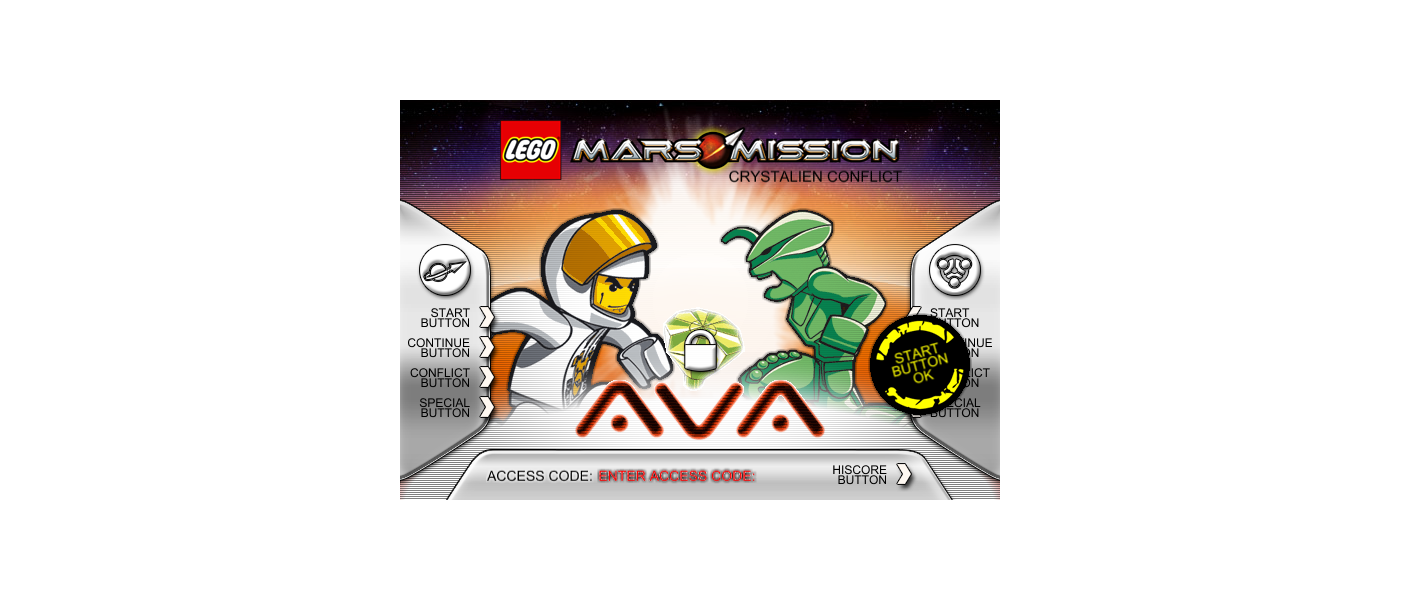 LEGO
MARS MISSION
CRYSTALIEN CONFLICT
START
BUTTON
CONTINUE
BUTTON
CONFLICT
BUTTON
SPECIAL
BUTTON
START
BUTTON
OK
START
AVA
ACCESS CODE: ENTER ACCESS CODE:
HISCORE
BUTTON
BUTTON